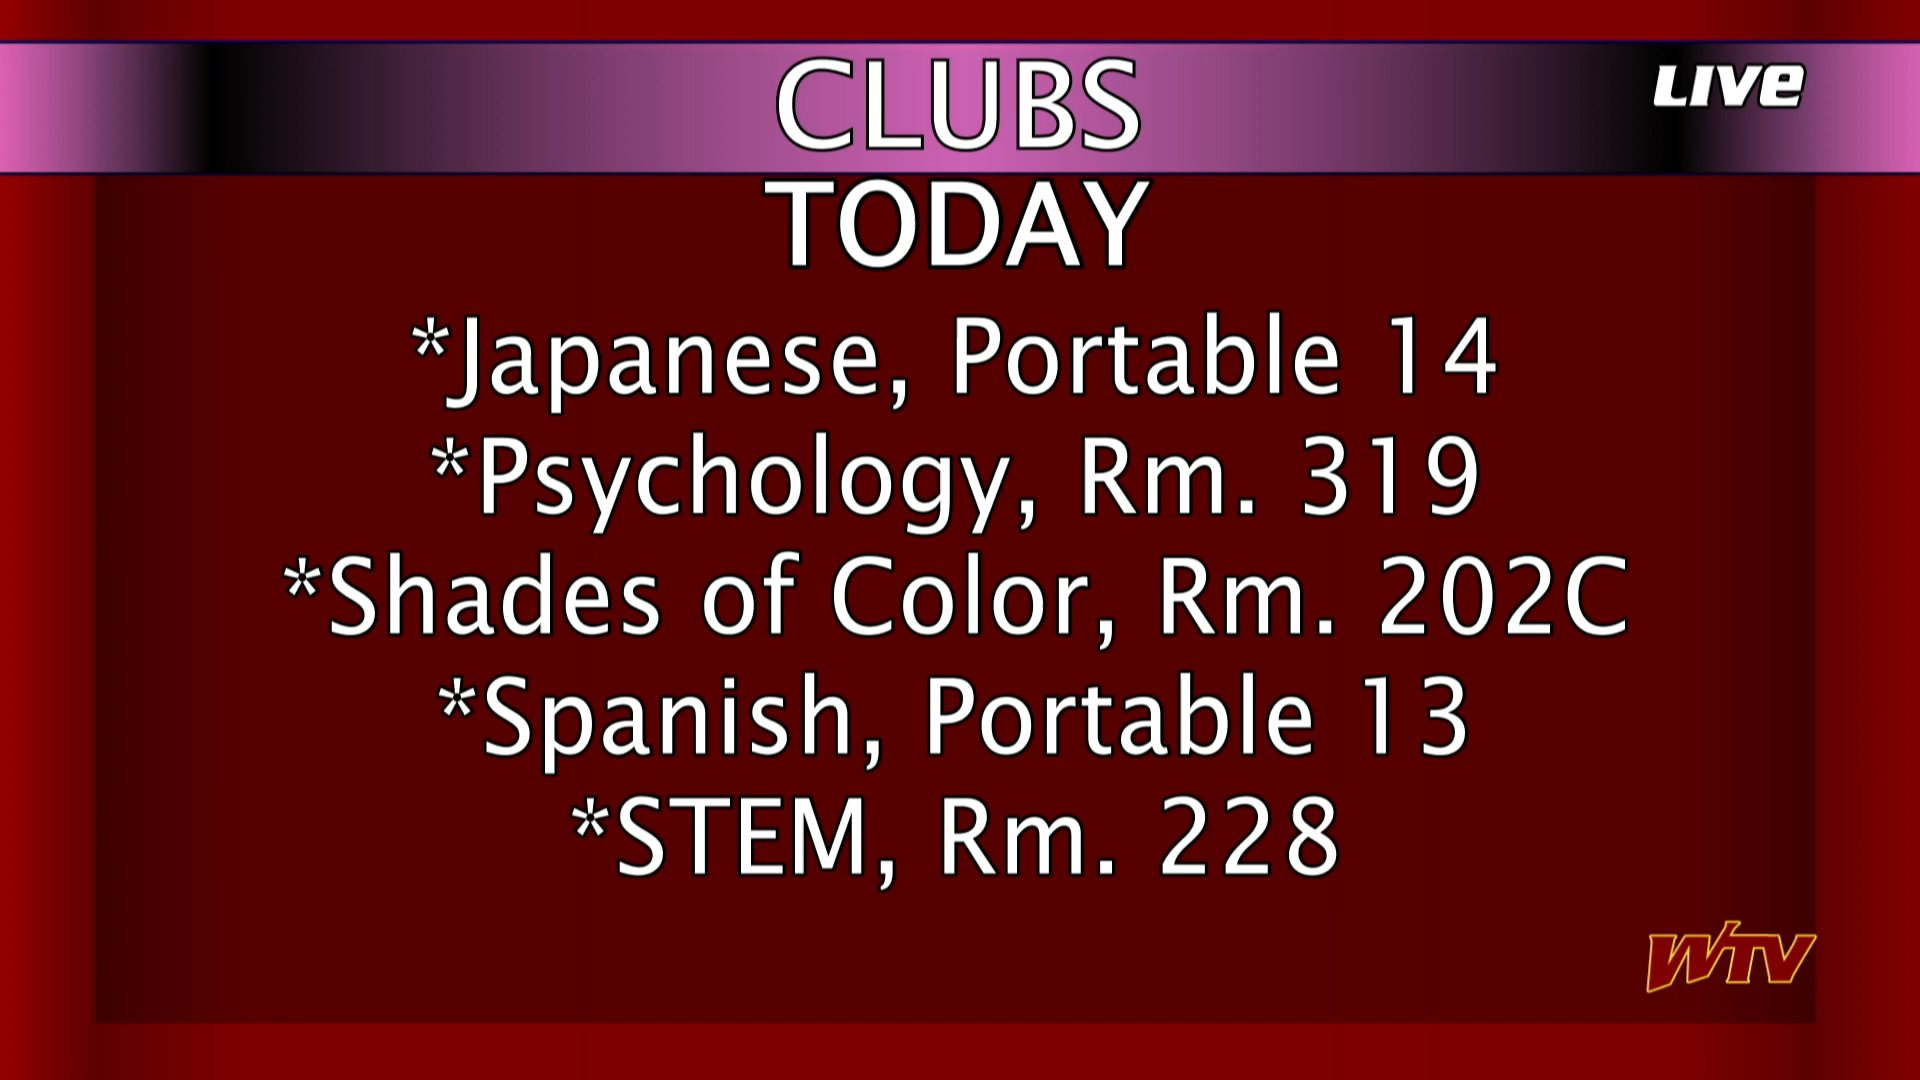 CLUBS
LIVe
TODAY
*Japanese, Portable 14
*Psychology, Rm. 319
*Shades of Color, Rm. 202C
*Spanish, Portable 13
*STEM, Rm. 228
WTV